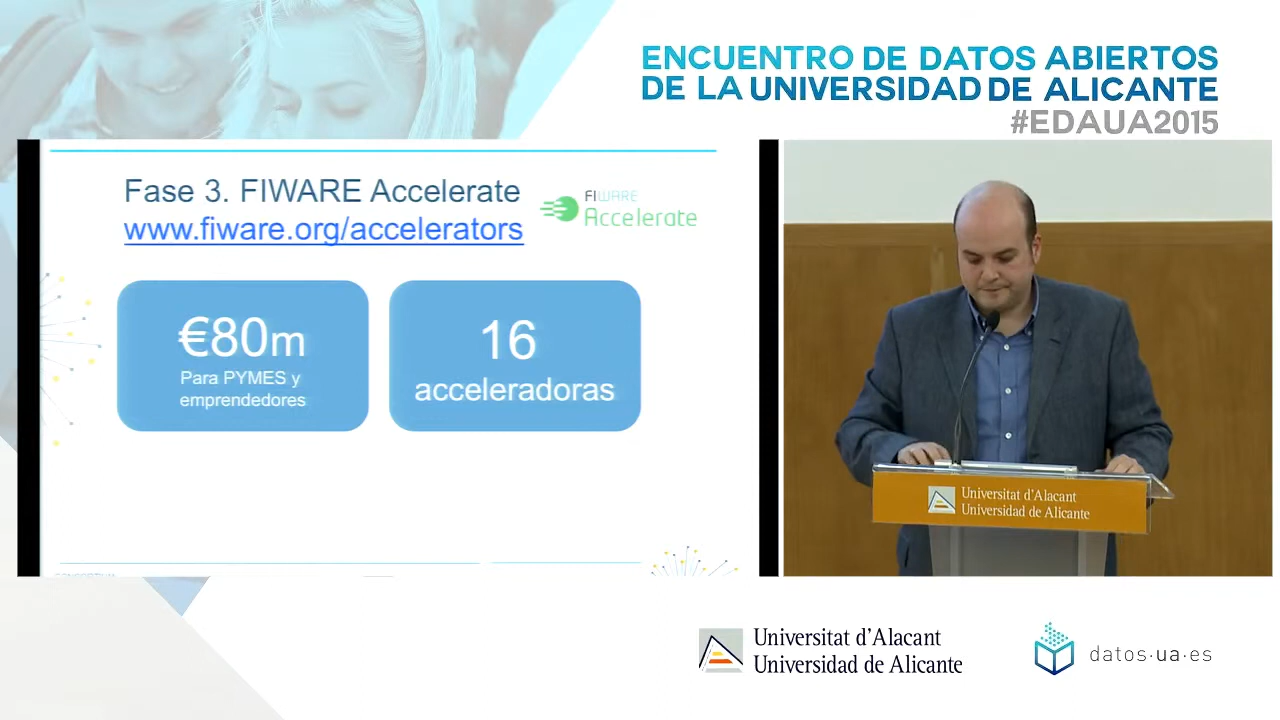 ENCUENTRO DE DATOS ABIERTOS
DE LA UNIVERSIDAD DE ALICANTE
#EDAUA2015
Fase 3. FIWARE Accelerate
www.fiware.org/accelerators
FIWARE
Accelerate
€80m
Para PYMES y
emprendedores
16
acceleradoras
Universitat d'Alacant
Universidad de Alicante
Universitat d'Alacant
Universidad de Alicante
datos·ua·es